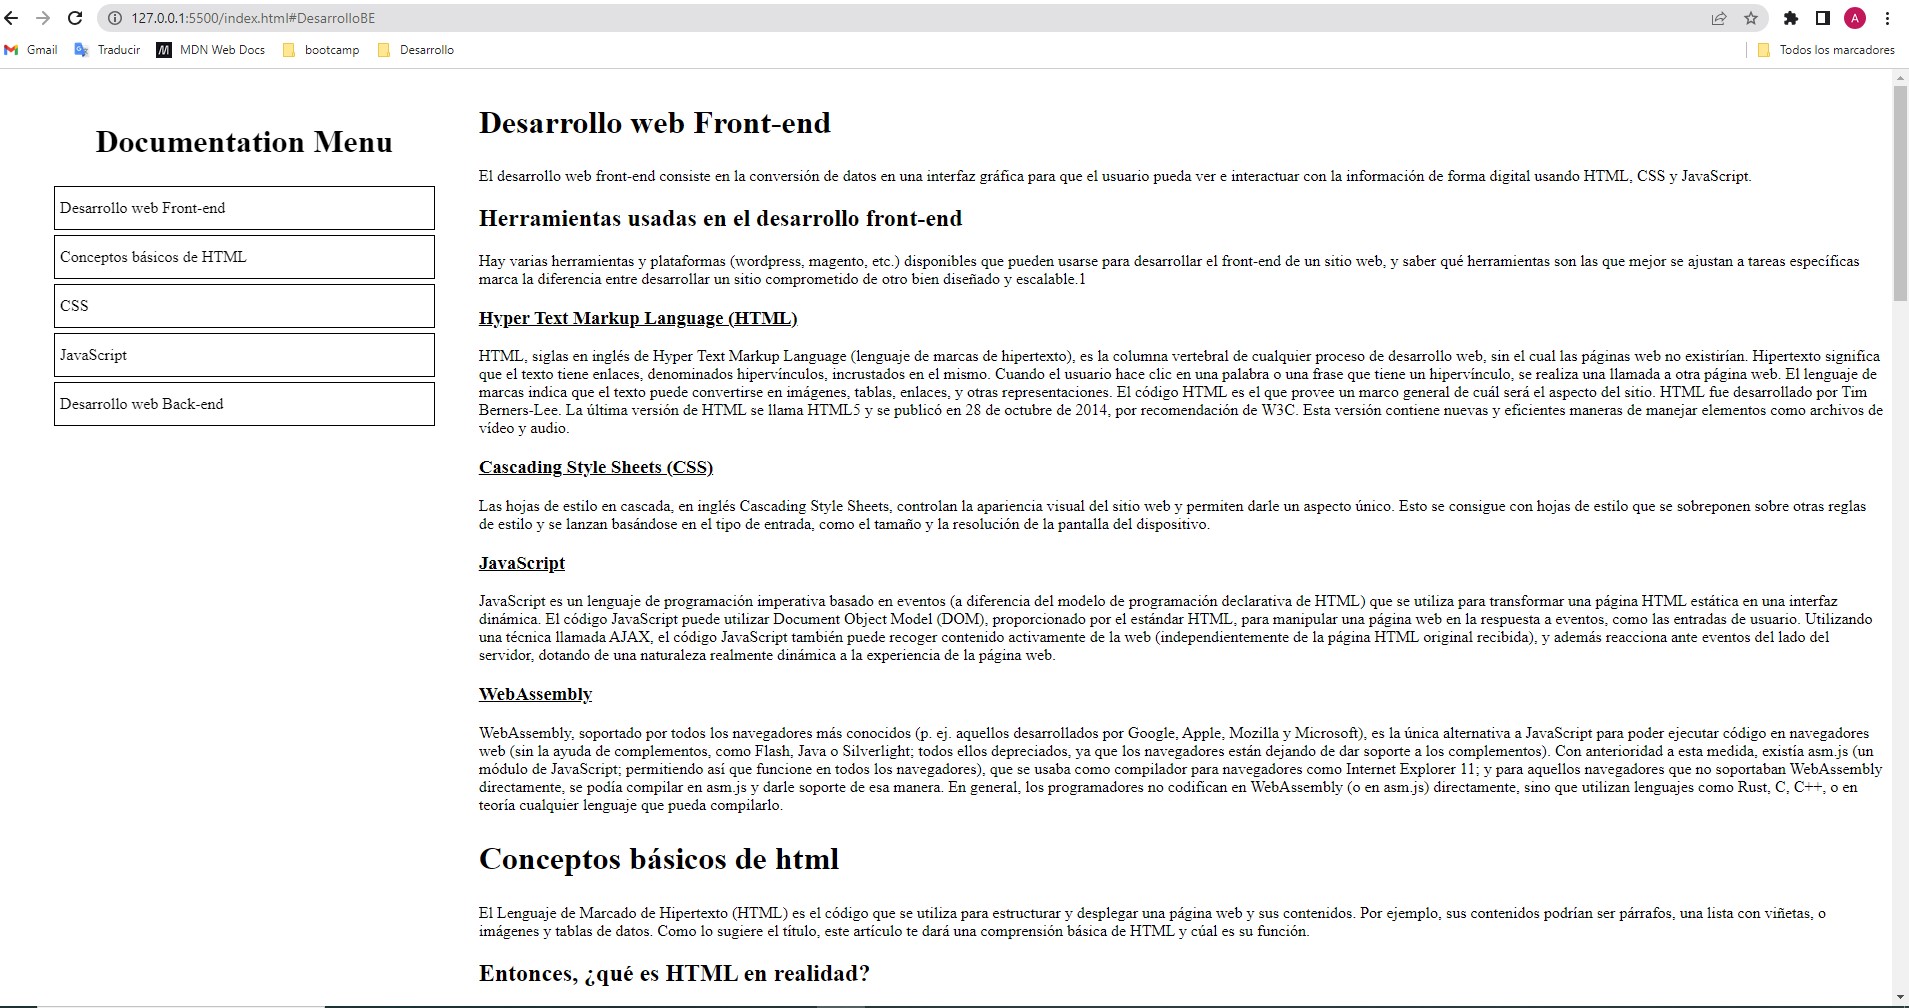 127.0.0.1:5500/index.html#DesarrolloBE
A
Gmail
Traducir
MDN Web Docs
bootcamp
Desarrollo
Todos los marcadores
Documentation Menu
Desarrollo web Front-end
Conceptos básicos de HTML
CSS
JavaScript
Desarrollo web Back-end
Desarrollo web Front-end
El desarrollo web front-end consiste en la conversión de datos en una interfaz gráfica para que el usuario pueda ver e interactuar con la información de forma digital usando HTML, CSS y JavaScript.
Herramientas usadas en el desarrollo front-end
Hay varias herramientas y plataformas (wordpress, magento, etc.) disponibles que pueden usarse para desarrollar el front-end de un sitio web, y saber qué herramientas son las que mejor se ajustan a tareas específicas
marca la diferencia entre desarrollar un sitio comprometido de otro bien diseñado y escalable.1
Hyper Text Markup Language (HTML)
HTML, siglas en inglés de Hyper Text Markup Language (lenguaje de marcas de hipertexto), es la columna vertebral de cualquier proceso de desarrollo web, sin el cual las páginas web no existirían. Hipertexto significa
que el texto tiene enlaces, denominados hipervínculos, incrustados en el mismo. Cuando el usuario hace clic en una palabra o una frase que tiene un hipervínculo, se realiza una llamada a otra página web. El lenguaje de
marcas indica que el texto puede convertirse en imágenes, tablas, enlaces, y otras representaciones. El código HTML es el que provee un marco general de cuál será el aspecto del sitio. HTML fue desarrollado por Tim
Berners-Lee. La última versión de HTML se llama HTML5 y se publicó en 28 de octubre de 2014, por recomendación de W3C. Esta versión contiene nuevas y eficientes maneras de manejar elementos como archivos de
vídeo y audio.
Cascading Style Sheets (CSS)
Las hojas de estilo en cascada, en inglés Cascading Style Sheets, controlan la apariencia visual del sitio web y permiten darle un aspecto único. Esto se consigue con hojas de estilo que se sobreponen sobre otras reglas
de estilo y se lanzan basándose en el tipo de entrada, como el tamaño y la resolución de la pantalla del dispositivo.
JavaScript
JavaScript es un lenguaje de programación imperativa basado en eventos (a diferencia del modelo de programación declarativa de HTML) que se utiliza para transformar una página HTML estática en una interfaz
dinámica. El código JavaScript puede utilizar Document Object Model (DOM), proporcionado por el estándar HTML, para manipular una página web en la respuesta a eventos, como las entradas de usuario. Utilizando
una técnica llamada AJAX, el código JavaScript también puede recoger contenido activamente de la web (independientemente de la página HTML original recibida), y además reacciona ante eventos del lado del
servidor, dotando de una naturaleza realmente dinámica a la experiencia de la página web.
WebAssembly
WebAssembly, soportado por todos los navegadores más conocidos (p. ej. aquellos desarrollados por Google, Apple, Mozilla y Microsoft), es la única alternativa a JavaScript para poder ejecutar código en navegadores
web (sin la ayuda de complementos, como Flash, Java o Silverlight; todos ellos depreciados, ya que los navegadores están dejando de dar soporte a los complementos). Con anterioridad a esta medida, existía asm.js (un
módulo de JavaScript; permitiendo así que funcione en todos los navegadores), que se usaba como compilador para navegadores como Internet Explorer 11; y para aquellos navegadores que no soportaban WebAssembly
directamente, se podía compilar en asm.js y darle soporte de esa manera. En general, los programadores no codifican en WebAssembly (o en asm.js) directamente, sino que utilizan lenguajes como Rust, C, C++, o en
teoría cualquier lenguaje que pueda compilarlo.
Conceptos básicos de html
El Lenguaje de Marcado de Hipertexto (HTML) es el código que se utiliza para estructurar y desplegar una página web y sus contenidos. Por ejemplo, sus contenidos podrían ser párrafos, una lista con viñetas, o
imágenes y tablas de datos. Como lo sugiere el título, este artículo te dará una comprensión básica de HTML y cúal es su función.
Entonces, ¿qué es HTML en realidad?